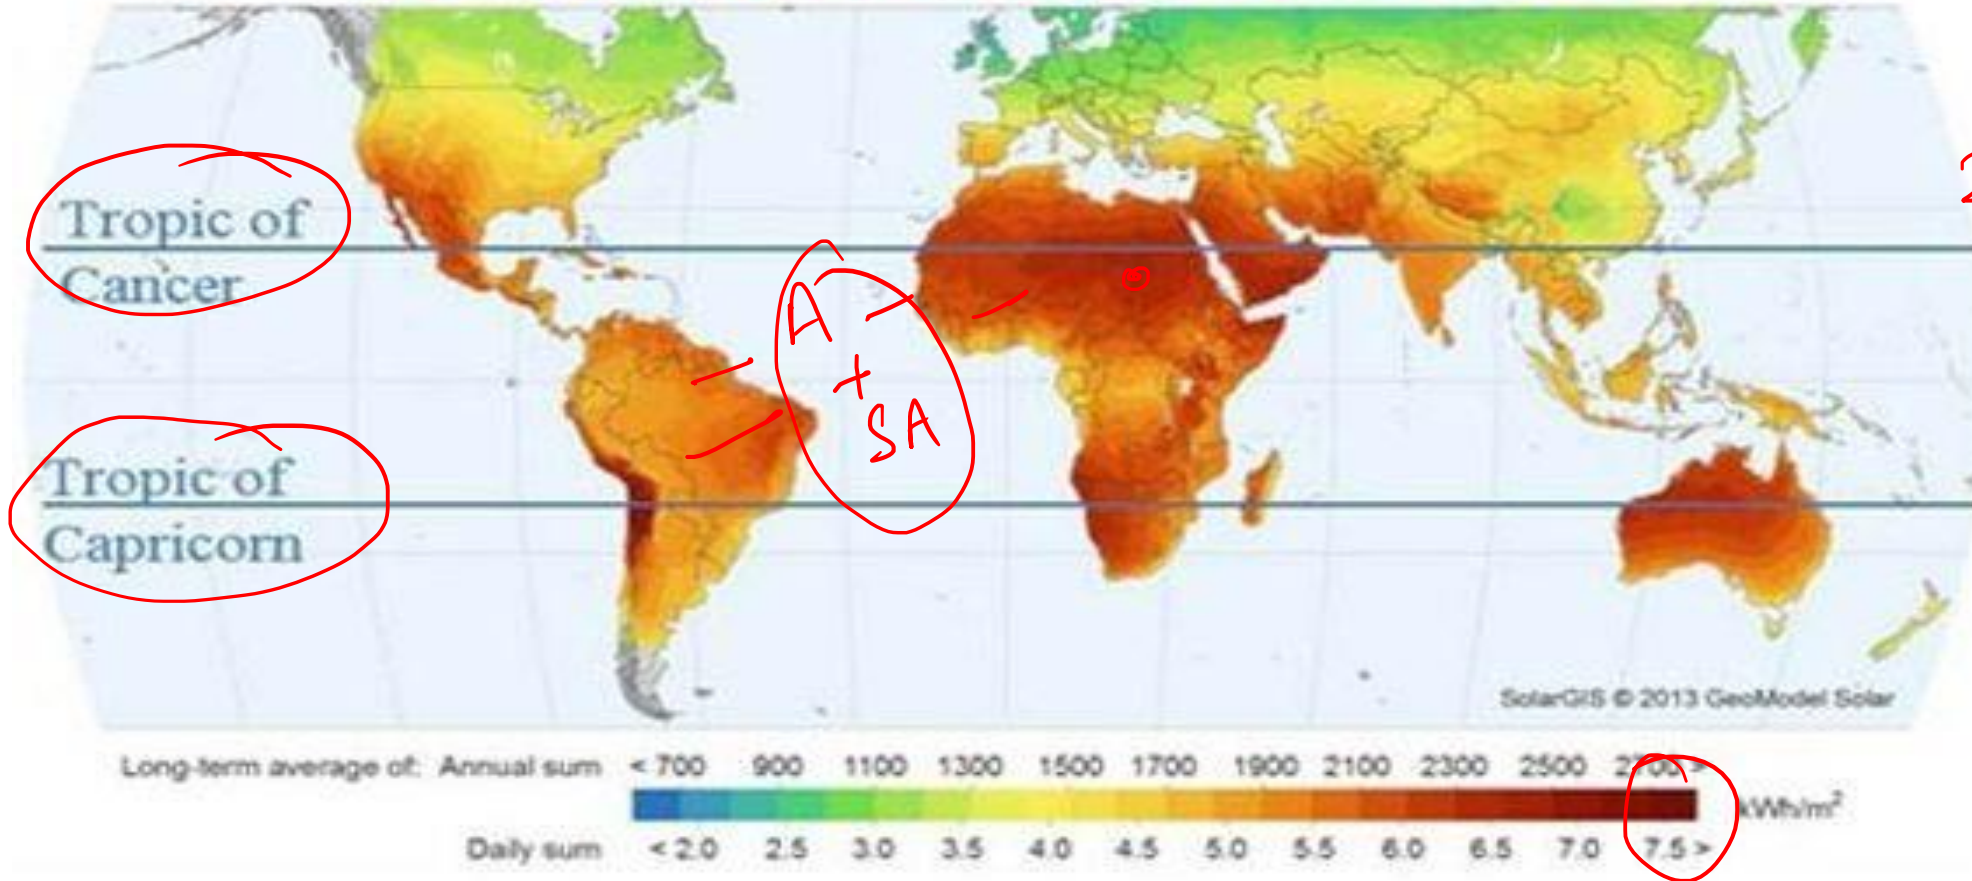 Tropic of
Cancer
A
+
SA
Tropic of
Capricorn
SolarGIS © 2013 GeoModel Solar
Long-term average of: Annual sum < 700 900 1100 1300 1500 1700 1900 2100 2300 2500 2700 >
kWh/m²
Daily sum < 2.0 2.5 3.0 3.5 4.0 4.5 5.0 5.5 6.0 6.5 7.0 7.5 >